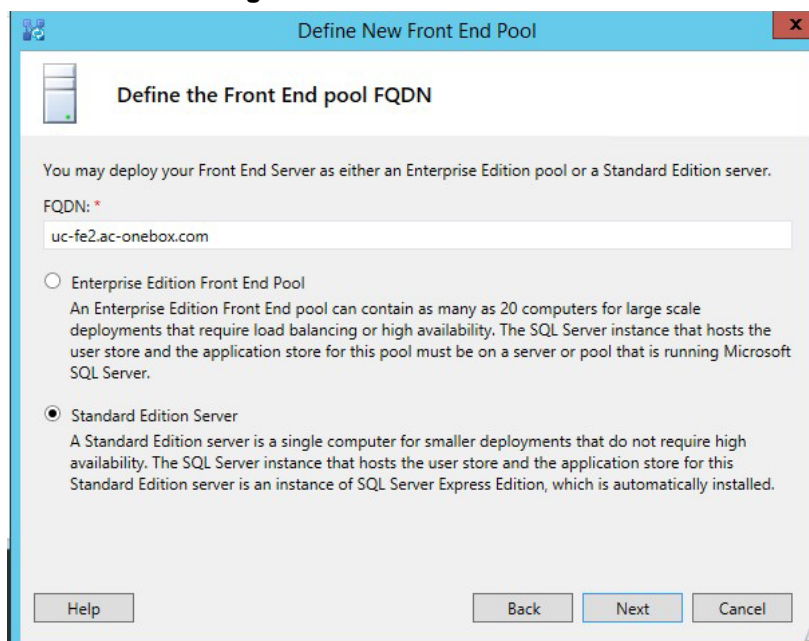 Define New Front End Pool
x
Define the Front End pool FQDN
You may deploy your Front End Server as either an Enterprise Edition pool or a Standard Edition server.
FQDN: *
uc-fe2.ac-onebox.com
Enterprise Edition Front End Pool
An Enterprise Edition Front End pool can contain as many as 20 computers for large scale
deployments that require load balancing or high availability. The SQL Server instance that hosts the
user store and the application store for this pool must be on a server or pool that is running Microsoft
SQL Server.
Standard Edition Server
A Standard Edition server is a single computer for smaller deployments that do not require high
availability. The SQL Server instance that hosts the user store and the application store for this
Standard Edition server is an instance of SQL Server Express Edition, which is automatically installed.
Help Back Next Cancel